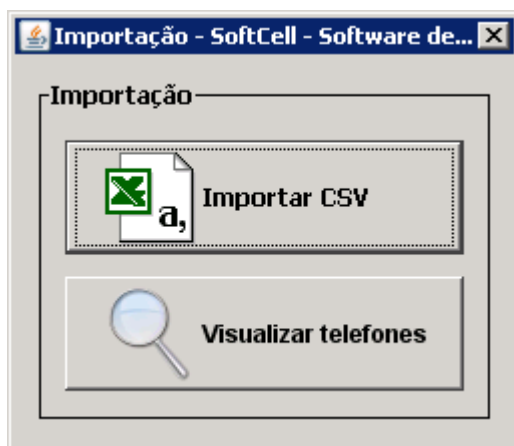 Importação - SoftCell - Software de...
Importação
a,
Importar CSV
Visualizar telefones